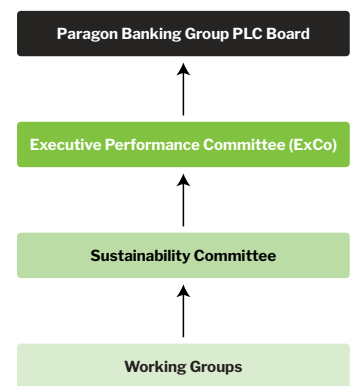 Paragon Banking Group PLC Board
Executive Performance Committee (ExCo)
Sustainability Committee
Working Groups